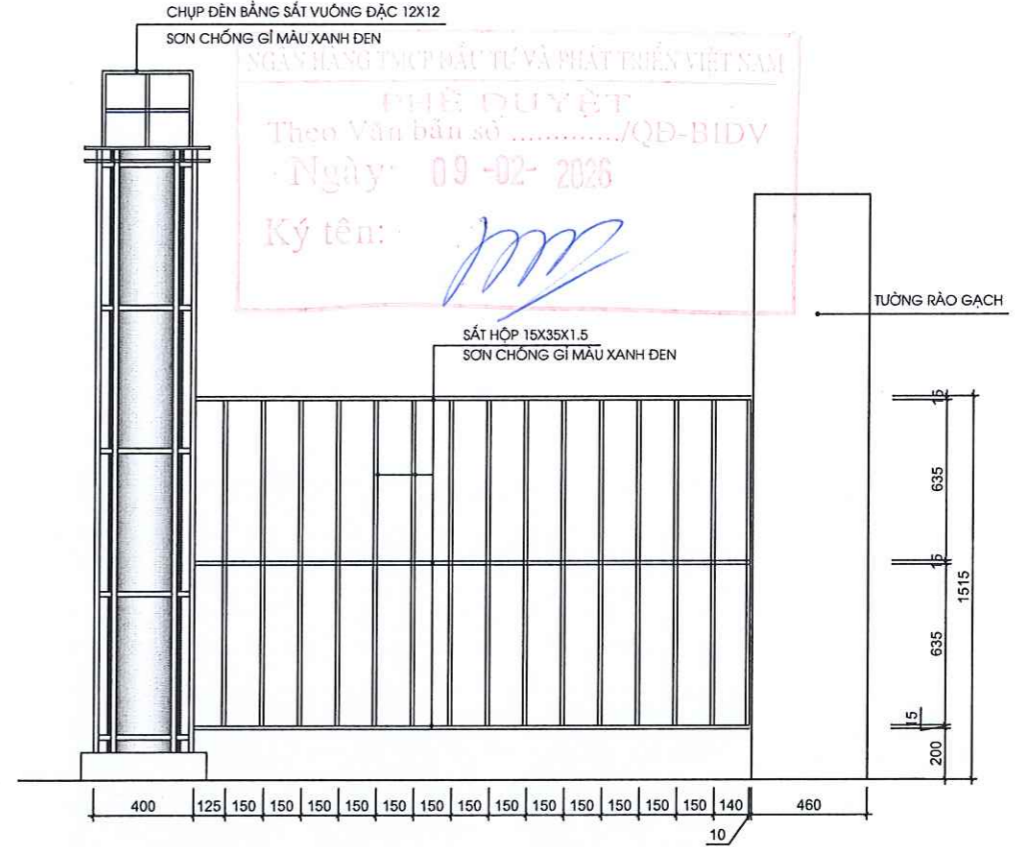 CHỤP ĐÈN BẰNG SẮT VUÔNG ĐẶC 12X12
SƠN CHỐNG GỈ MÀU XANH ĐEN
NGÂN HÀNG TMCP ĐẦU TƯ VÀ PHÁT TRIỂN VIỆT NAM
PHÊ DUYỆT
Theo Văn bản số ............../QĐ-BIDV
Ngày: 09 -02- 2026
Ký tên:
TƯỜNG RÀO GẠCH
SẮT HỘP 15X35X1.5
SƠN CHỐNG GỈ MÀU XANH ĐEN
15
635
15
1515
635
15
200
400 125 150 150 150 150 150 150 150 150 150 150 150 150 150 140 460
10